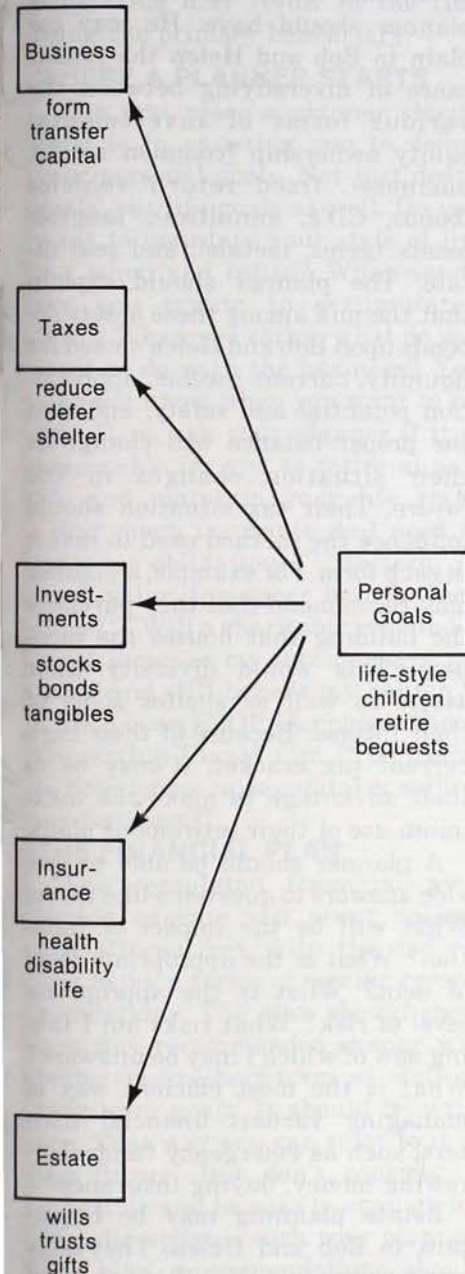 Business
form
transfer
capital
Taxes
reduce
defer
shelter
Invest-
ments
stocks
bonds
tangibles
Personal
Goals
life-style
children
retire
bequests
Insur-
ance
health
disability
life
Estate
wills
trusts
gifts